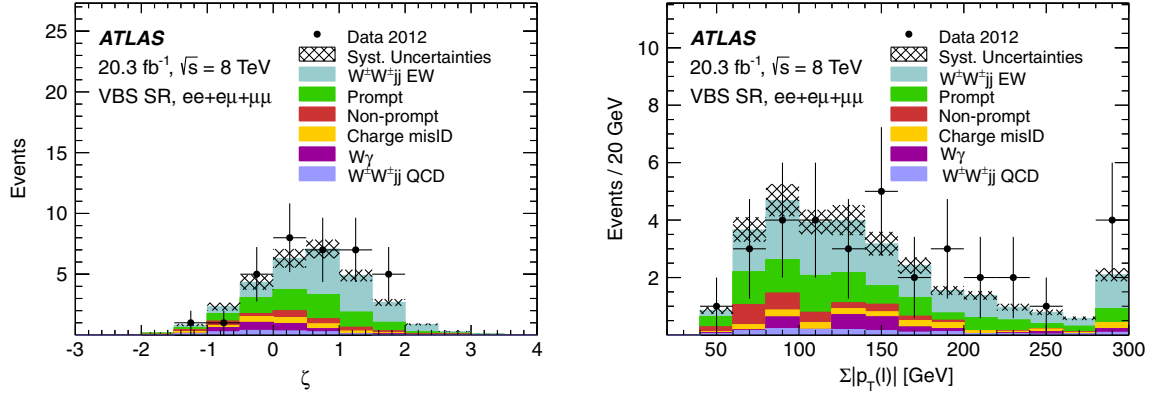 ATLAS
20.3 fb⁻¹, √s = 8 TeV
VBS SR, ee+eμ+μμ
Data 2012
Syst. Uncertainties
W±W±jj EW
Prompt
Non-prompt
Charge misID
Wγ
W±W±jj QCD
Events
25
20
15
10
5
-3 -2 -1 0 1 2 3 4
ζ
ATLAS
20.3 fb⁻¹, √s = 8 TeV
VBS SR, ee+eμ+μμ
Data 2012
Syst. Uncertainties
W±W±jj EW
Prompt
Non-prompt
Charge misID
Wγ
W±W±jj QCD
Events / 20 GeV
10
8
6
4
2
50 100 150 200 250 300
Σ|p_T(l)| [GeV]